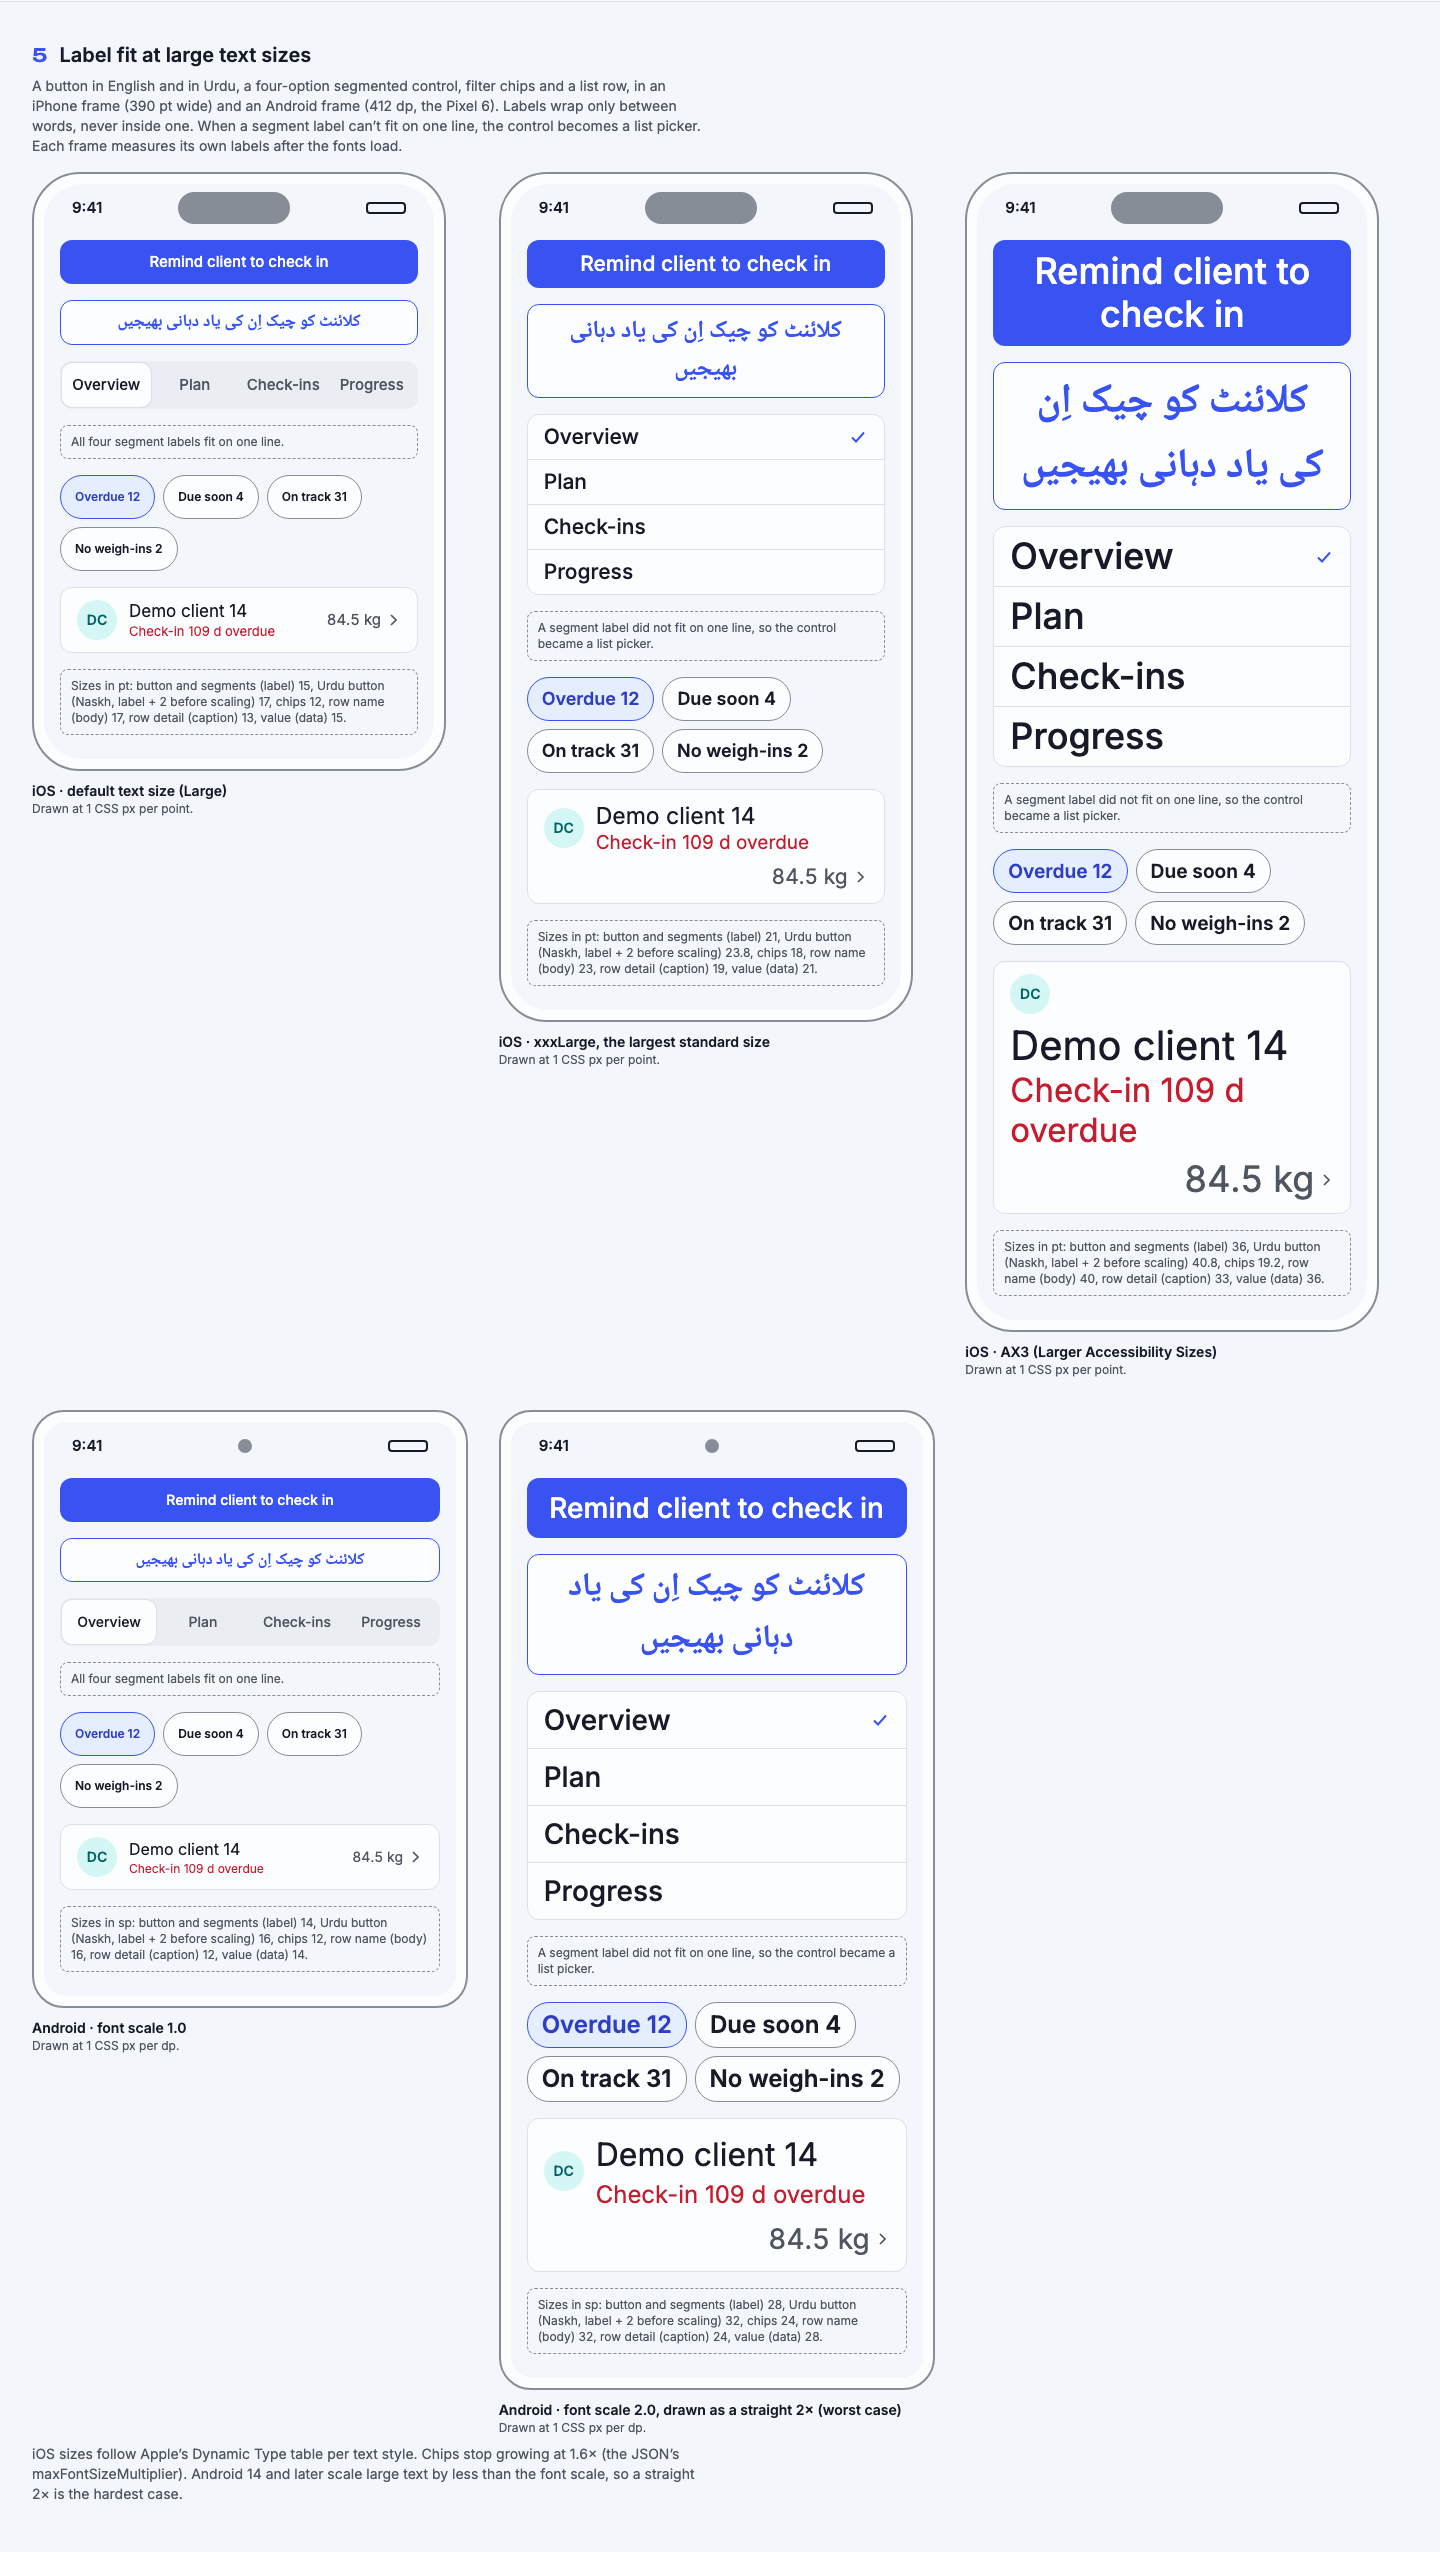 5 Label fit at large text sizes
A button in English and in Urdu, a four-option segmented control, filter chips and a list row, in an
iPhone frame (390 pt wide) and an Android frame (412 dp, the Pixel 6). Labels wrap only between
words, never inside one. When a segment label can’t fit on one line, the control becomes a list picker.
Each frame measures its own labels after the fonts load.
9:41
Remind client to check in
کلائنٹ کو چیک اِن کی یاد دہانی بھیجیں
Overview Plan Check-ins Progress
All four segment labels fit on one line.
Overdue 12 Due soon 4 On track 31
No weigh-ins 2
DC
Demo client 14
Check-in 109 d overdue
84.5 kg
Sizes in pt: button and segments (label) 15, Urdu button
(Naskh, label + 2 before scaling) 17, chips 12, row name
(body) 17, row detail (caption) 13, value (data) 15.
iOS · default text size (Large)
Drawn at 1 CSS px per point.
9:41
Remind client to check in
کلائنٹ کو چیک اِن کی یاد دہانی
بھیجیں
Overview
Plan
Check-ins
Progress
A segment label did not fit on one line, so the control
became a list picker.
Overdue 12 Due soon 4
On track 31 No weigh-ins 2
DC
Demo client 14
Check-in 109 d overdue
84.5 kg
Sizes in pt: button and segments (label) 21, Urdu button
(Naskh, label + 2 before scaling) 23.8, chips 18, row name
(body) 23, row detail (caption) 19, value (data) 21.
iOS · xxxLarge, the largest standard size
Drawn at 1 CSS px per point.
9:41
Remind client to
check in
کلائنٹ کو چیک اِن
کی یاد دہانی بھیجیں
Overview
Plan
Check-ins
Progress
A segment label did not fit on one line, so the control
became a list picker.
Overdue 12 Due soon 4
On track 31 No weigh-ins 2
DC
Demo client 14
Check-in 109 d
overdue
84.5 kg
Sizes in pt: button and segments (label) 36, Urdu button
(Naskh, label + 2 before scaling) 40.8, chips 19.2, row
name (body) 40, row detail (caption) 33, value (data) 36.
iOS · AX3 (Larger Accessibility Sizes)
Drawn at 1 CSS px per point.
9:41
Remind client to check in
کلائنٹ کو چیک اِن کی یاد دہانی بھیجیں
Overview Plan Check-ins Progress
All four segment labels fit on one line.
Overdue 12 Due soon 4 On track 31
No weigh-ins 2
DC
Demo client 14
Check-in 109 d overdue
84.5 kg
Sizes in sp: button and segments (label) 14, Urdu button
(Naskh, label + 2 before scaling) 16, chips 12, row name (body)
16, row detail (caption) 12, value (data) 14.
Android · font scale 1.0
Drawn at 1 CSS px per dp.
9:41
Remind client to check in
کلائنٹ کو چیک اِن کی یاد
دہانی بھیجیں
Overview
Plan
Check-ins
Progress
A segment label did not fit on one line, so the control became a
list picker.
Overdue 12 Due soon 4
On track 31 No weigh-ins 2
DC
Demo client 14
Check-in 109 d overdue
84.5 kg
Sizes in sp: button and segments (label) 28, Urdu button
(Naskh, label + 2 before scaling) 32, chips 24, row name
(body) 32, row detail (caption) 24, value (data) 28.
Android · font scale 2.0, drawn as a straight 2× (worst case)
Drawn at 1 CSS px per dp.
iOS sizes follow Apple’s Dynamic Type table per text style. Chips stop growing at 1.6× (the JSON’s
maxFontSizeMultiplier). Android 14 and later scale large text by less than the font scale, so a straight
2× is the hardest case.